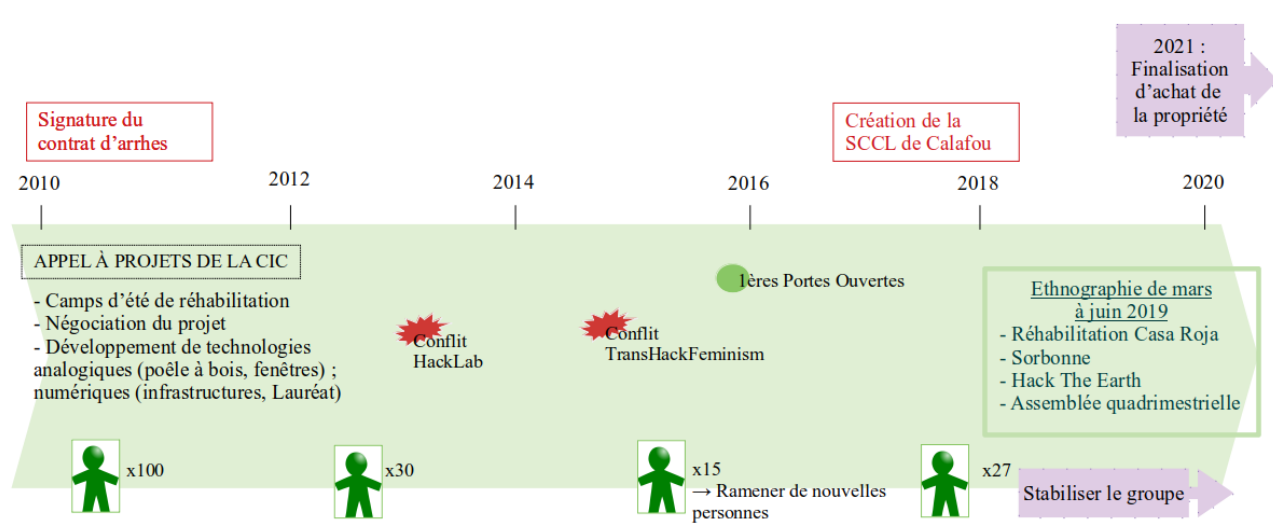 2021 :
Finalisation
d'achat de
la propriété
Signature du
contrat d'arrhes
Création de la
SCCL de Calafou
2010
2012
2014
2016
2018
2020
APPEL À PROJETS DE LA CIC
- Camps d'été de réhabilitation
- Négociation du projet
- Développement de technologies
analogiques (poêle à bois, fenêtres) ;
numériques (infrastructures, Lauréat)
Conflit
HackLab
Conflit
TransHackFeminism
1ères Portes Ouvertes
Ethnographie de mars
à juin 2019
- Réhabilitation Casa Roja
- Sorbonne
- Hack The Earth
- Assemblée quadrimestrielle
x100
x30
x15
→ Ramener de nouvelles
personnes
x27
Stabiliser le groupe